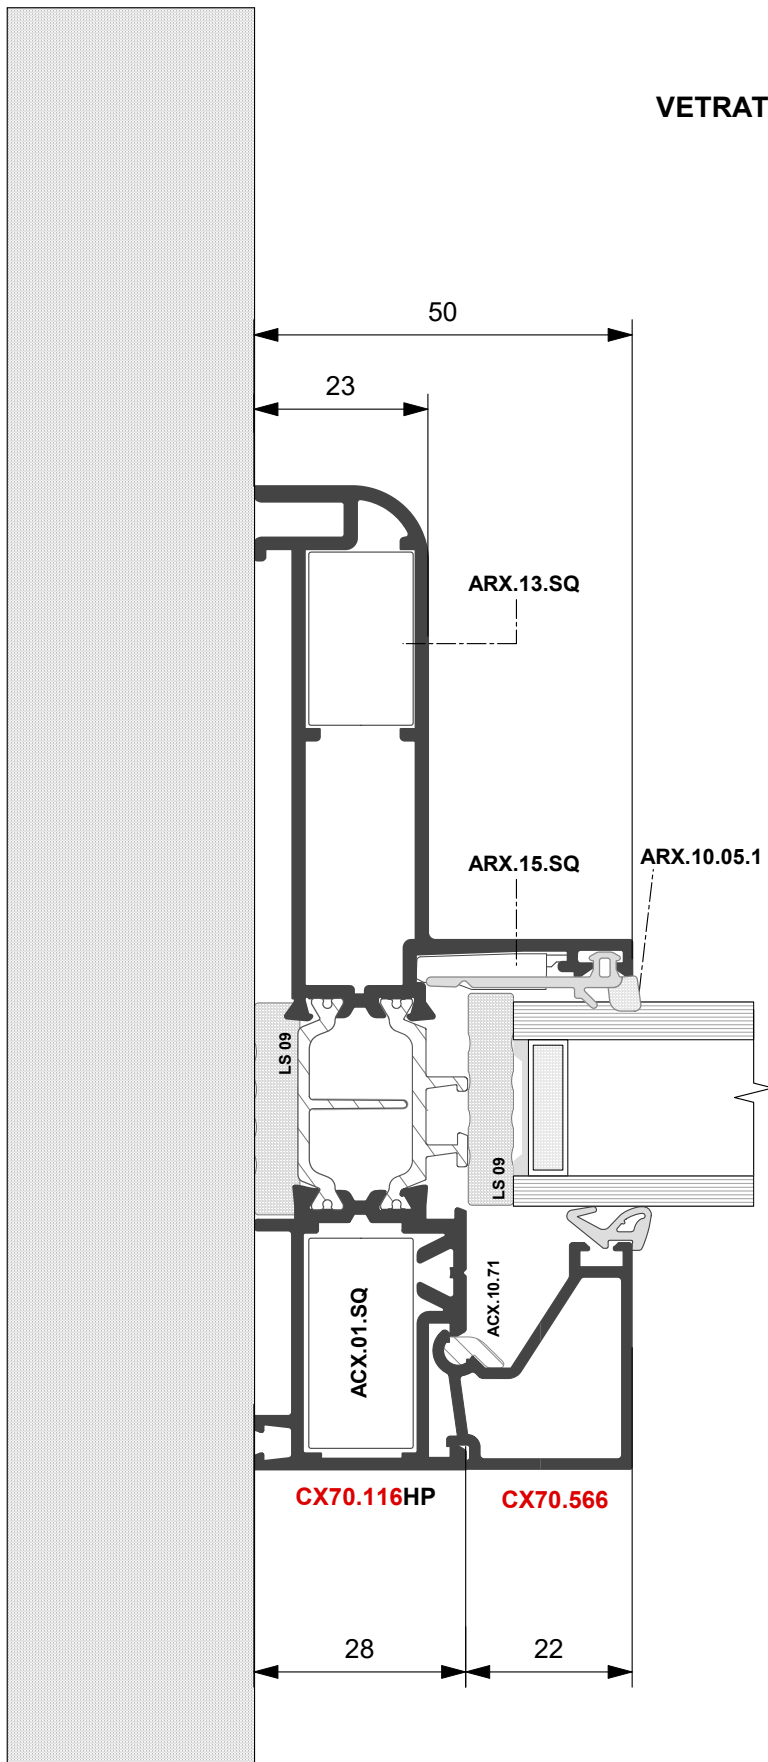 VETRAT
50
23
ARX.13.SQ
ARX.15.SQ
ARX.10.05.1
LS 09
LS 09
ACX.10.71
ACX.01.SQ
CX70.116HP
CX70.566
28
22